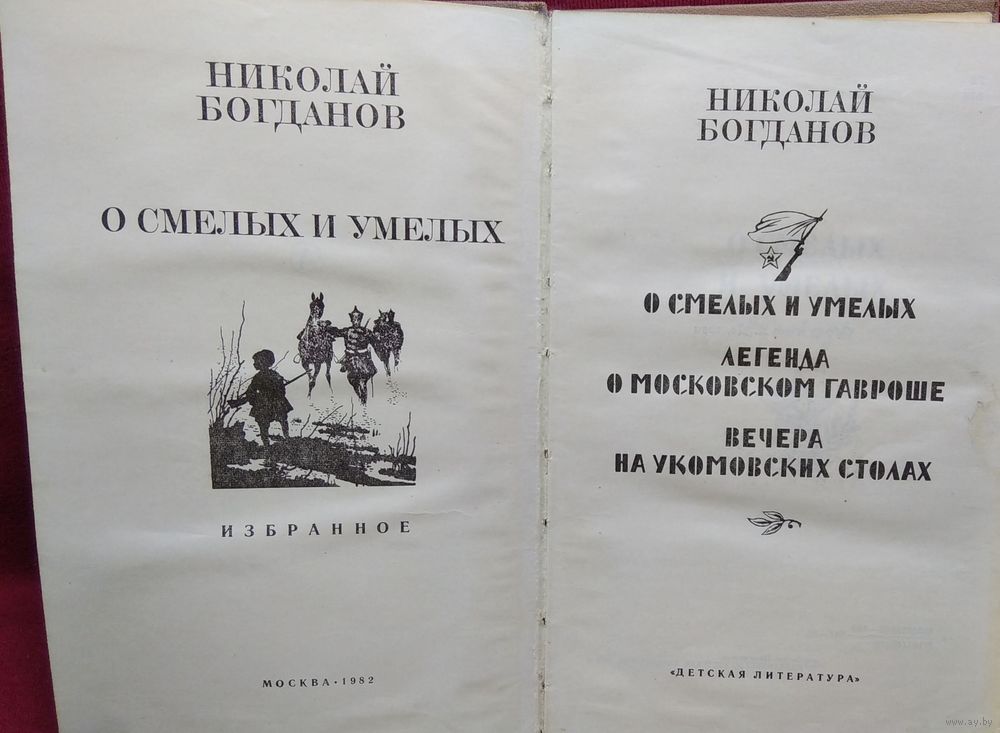 НИКОЛАЙ
БОГДАНОВ
О СМЕЛЫХ И УМЕЛЫХ
ИЗБРАННОЕ
МОСКВА · 1982
НИКОЛАЙ
БОГДАНОВ
О СМЕЛЫХ И УМЕЛЫХ
ЛЕГЕНДА
О МОСКОВСКОМ ГАВРОШЕ
ВЕЧЕРА
НА УКОМОВСКИХ СТОЛАХ
«ДЕТСКАЯ ЛИТЕРАТУРА»
www.ay.by